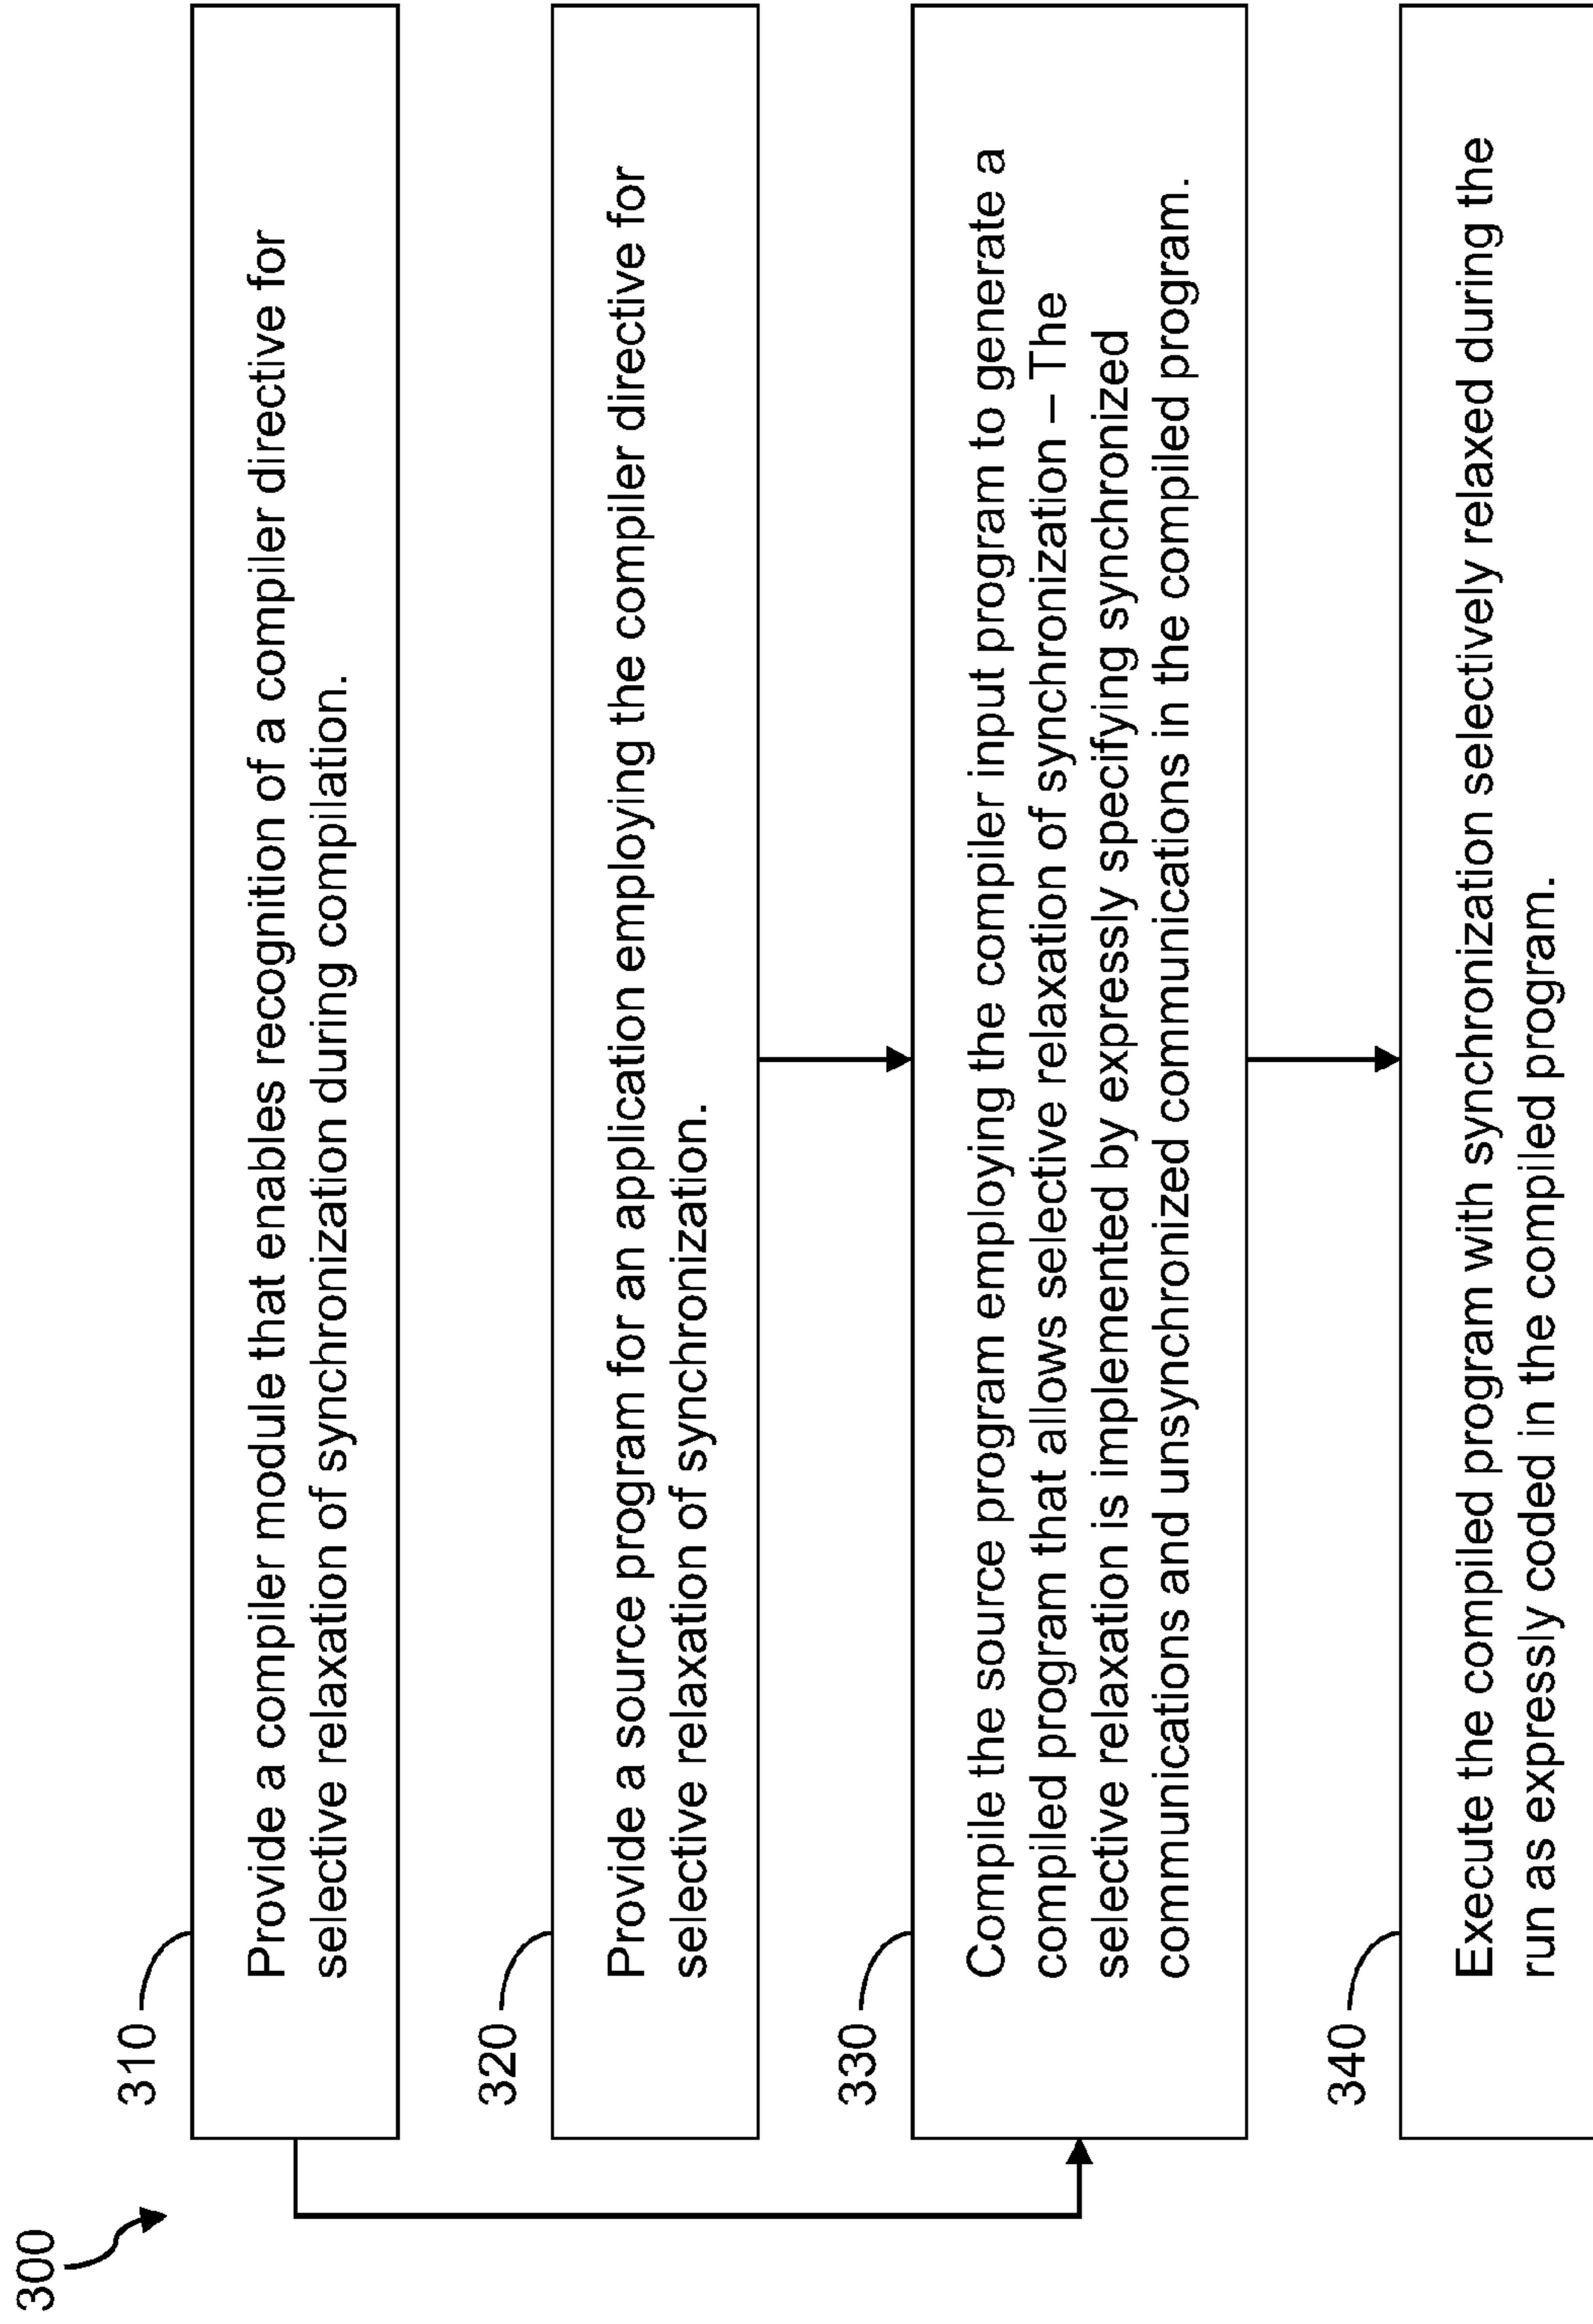 300
310
Provide a compiler module that enables recognition of a compiler directive for
selective relaxation of synchronization during compilation.
320
Provide a source program for an application employing the compiler directive for
selective relaxation of synchronization.
330
Compile the source program employing the compiler input program to generate a
compiled program that allows selective relaxation of synchronization – The
selective relaxation is implemented by expressly specifying synchronized
communications and unsynchronized communications in the compiled program.
340
Execute the compiled program with synchronization selectively relaxed during the
run as expressly coded in the compiled program.